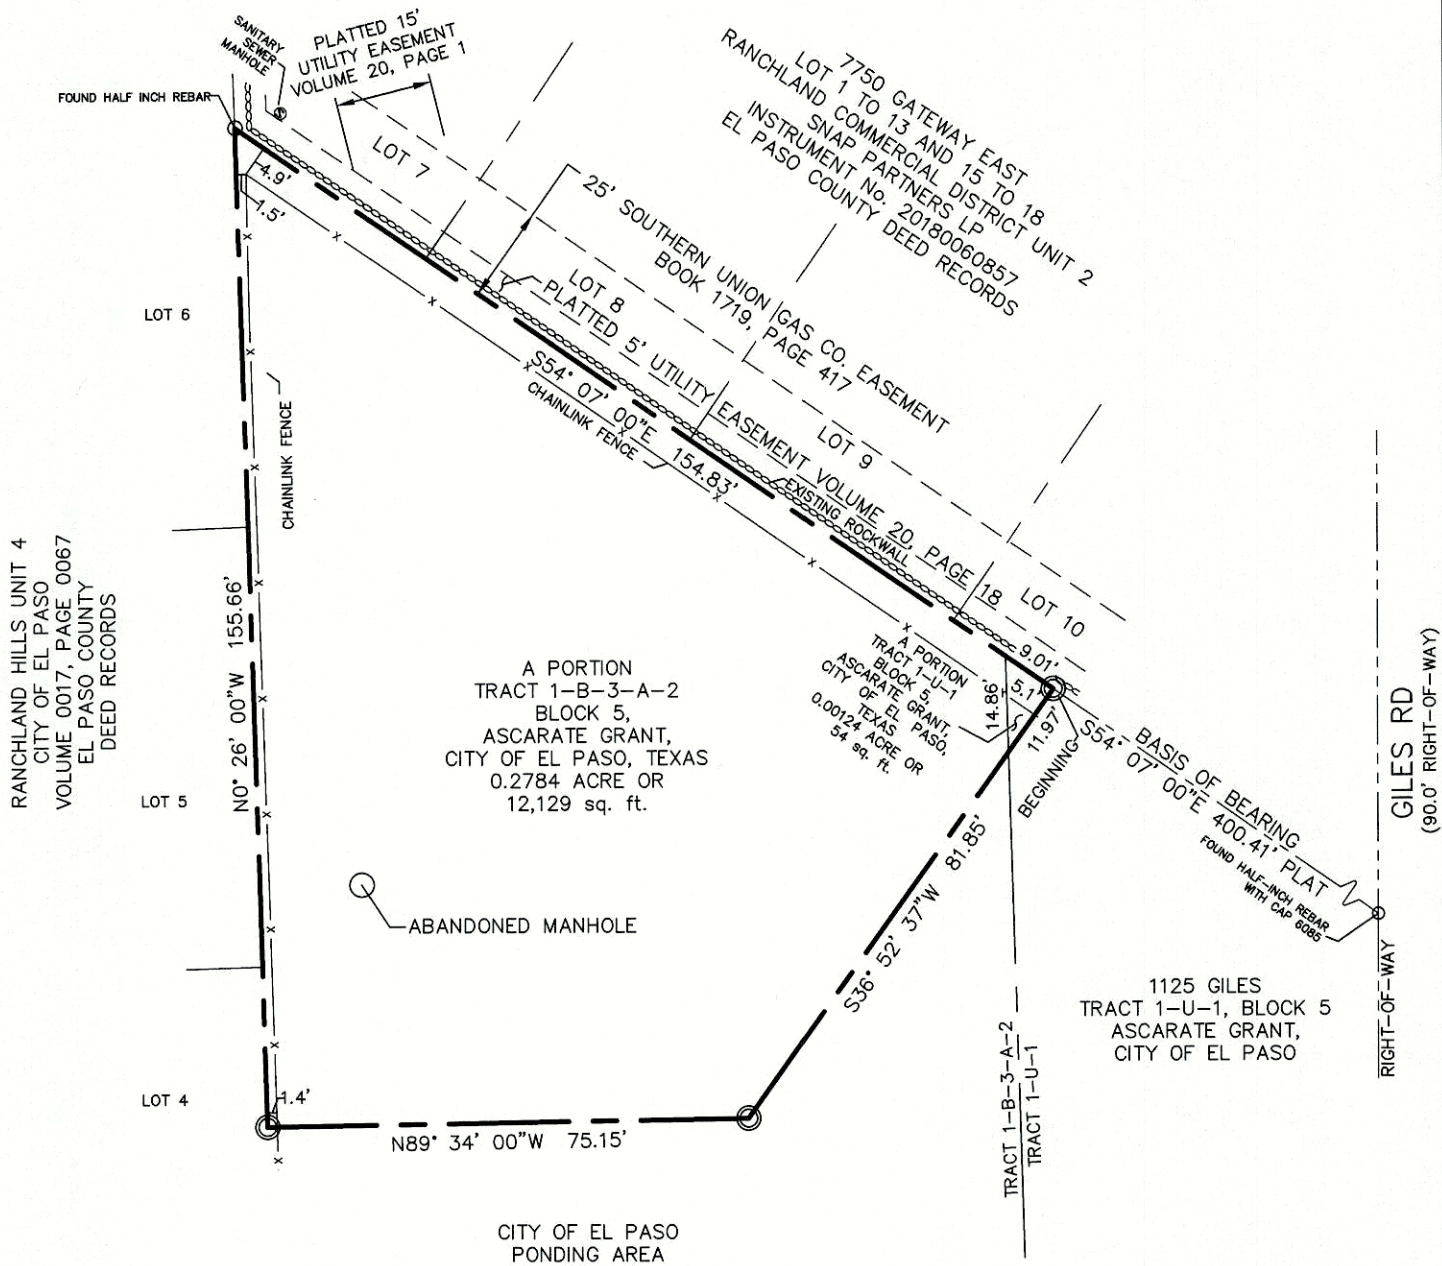 SANITARY
SEWER
MANHOLE
PLATTED 15'
UTILITY EASEMENT
VOLUME 20, PAGE 1
FOUND HALF INCH REBAR
7750 GATEWAY EAST
LOT 1 TO 13 AND 15 TO 18
RANCHLAND COMMERCIAL DISTRICT UNIT 2
SNAP PARTNERS LP
INSTRUMENT No. 20180060857
EL PASO COUNTY DEED RECORDS
LOT 7
4.9'
1.5'
25' SOUTHERN UNION GAS CO. EASEMENT
BOOK 1719, PAGE 417
LOT 8
PLATTED 5' UTILITY EASEMENT VOLUME 20, PAGE 18
LOT 6
S54° 07' 00"E 154.83'
CHAINLINK FENCE
CHAINLINK FENCE
LOT 9
EXISTING ROCKWALL
LOT 10
RANCHLAND HILLS UNIT 4
CITY OF EL PASO
VOLUME 0017, PAGE 0067
EL PASO COUNTY
DEED RECORDS
N0° 26' 00"W 155.66'
A PORTION
TRACT 1-B-3-A-2
BLOCK 5,
ASCARATE GRANT,
CITY OF EL PASO, TEXAS
0.2784 ACRE OR
12,129 sq. ft.
A PORTION
TRACT 1-U-1
BLOCK 5,
ASCARATE GRANT,
CITY OF EL PASO,
TEXAS
0.00124 ACRE OR
54 sq. ft.
9.01'
5.1'
14.86
11.97'
BEGINNING
BASIS OF BEARING
S54° 07' 00"E 400.41' PLAT
FOUND HALF-INCH REBAR
WITH CAP 6085
GILES RD
(90.0' RIGHT-OF-WAY)
LOT 5
S36° 52' 37"W 81.85'
ABANDONED MANHOLE
RIGHT-OF-WAY
1125 GILES
TRACT 1-U-1, BLOCK 5
ASCARATE GRANT,
CITY OF EL PASO
LOT 4
1.4'
N89° 34' 00"W 75.15'
TRACT 1-B-3-A-2
TRACT 1-U-1
CITY OF EL PASO
PONDING AREA